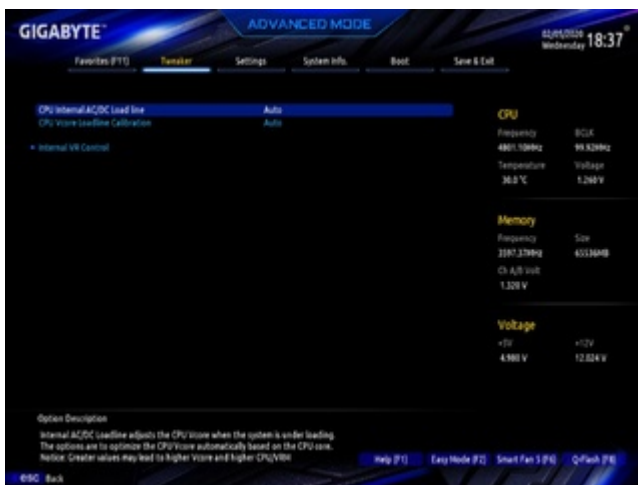 GIGABYTE™
ADVANCED MODE
02/05/2020
Wednesday
18:37
Favorites (F11) Tweaker Settings System Info. Boot Save & Exit
CPU Internal AC/DC Load line Auto
CPU Vcore Loadline Calibration Auto
Internal VR Control
CPU
Frequency BCLK
4801.10MHz 99.92MHz
Temperature Voltage
30.0 °C 1.260 V
Memory
Frequency Size
2397.37MHz 65536MB
Ch A/B Volt
1.320 V
Voltage
+5V +12V
4.980 V 12.024 V
Option Description
Internal AC/DC Loadline adjusts the CPU Vcore when the system is under loading.
The options are to optimize the CPU Vcore automatically based on the CPU core.
Notice: Greater values may lead to higher Vcore and higher CPU/VRM
Help (F1) Easy Mode (F2) Smart Fan 5 (F6) Q-Flash (F8)
esc Back